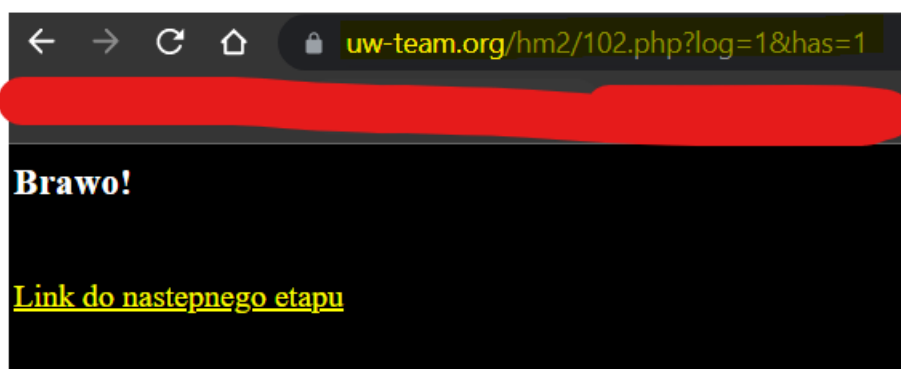 uw-team.org/hm2/102.php?log=1&has=1
Brawo!
Link do nastepnego etapu